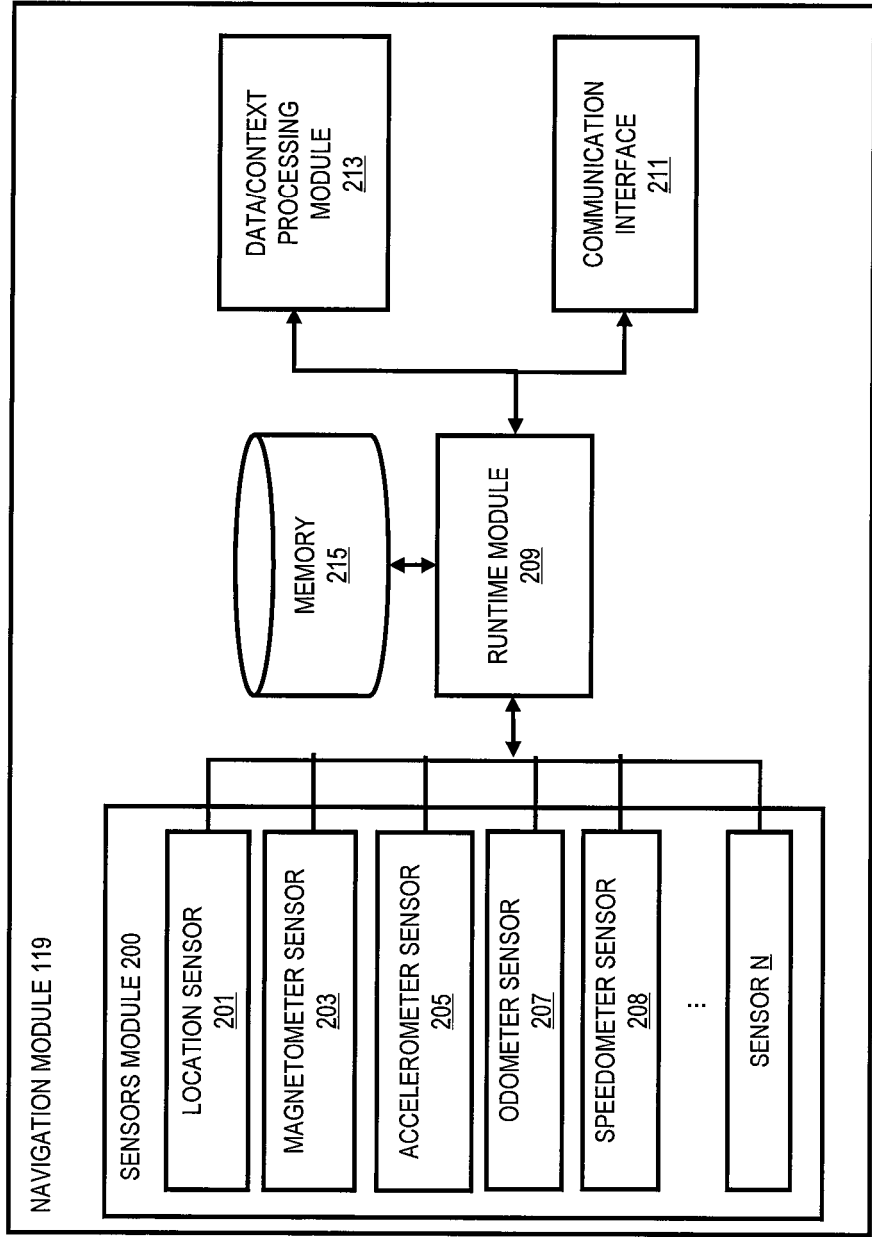 NAVIGATION MODULE 119
SENSORS MODULE 200
LOCATION SENSOR
201
MAGNETOMETER SENSOR
203
ACCELEROMETER SENSOR
205
ODOMETER SENSOR
207
SPEEDOMETER SENSOR
208
...
SENSOR N
MEMORY
215
RUNTIME MODULE
209
DATA/CONTEXT
PROCESSING
MODULE
213
COMMUNICATION
INTERFACE
211